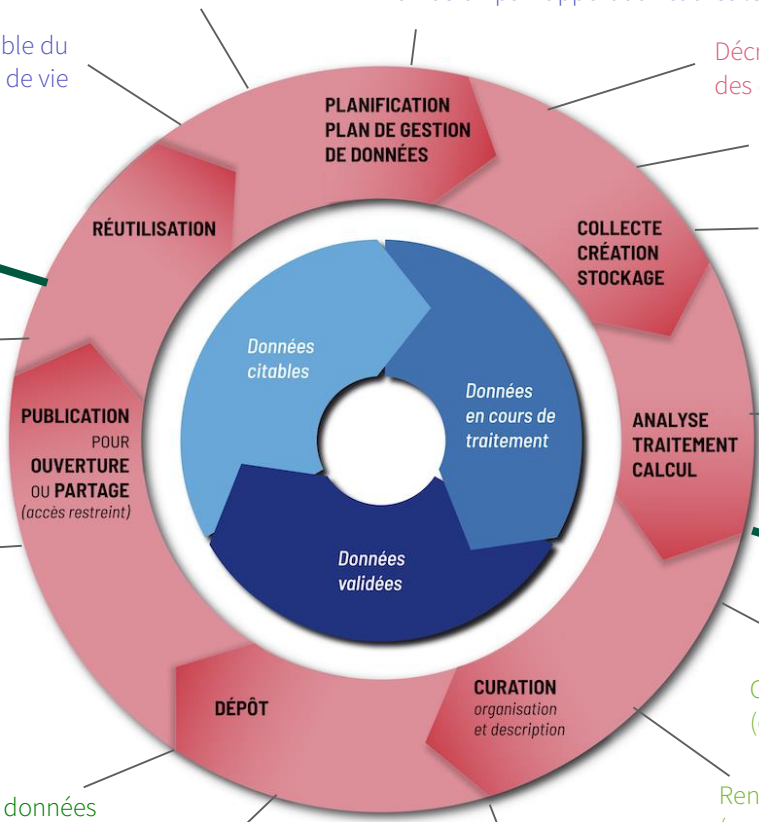 ble du
de vie
Décr
des
PLANIFICATION
PLAN DE GESTION
DE DONNÉES
COLLECTE
CRÉATION
STOCKAGE
ANALYSE
TRAITEMENT
CALCUL
CURATION
organisation
et description
DÉPÔT
PUBLICATION
POUR
OUVERTURE
OU PARTAGE
(accès restreint)
RÉUTILISATION
Données
citables
Données
en cours de
traitement
Données
validées
données
Ren